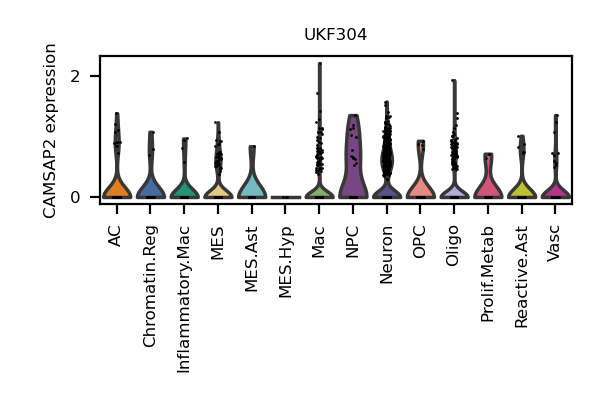 UKF304
CAMSAP2 expression
2
0
AC
Chromatin.Reg
Inflammatory.Mac
MES
MES.Ast
MES.Hyp
Mac
NPC
Neuron
OPC
Oligo
Prolif.Metab
Reactive.Ast
Vasc